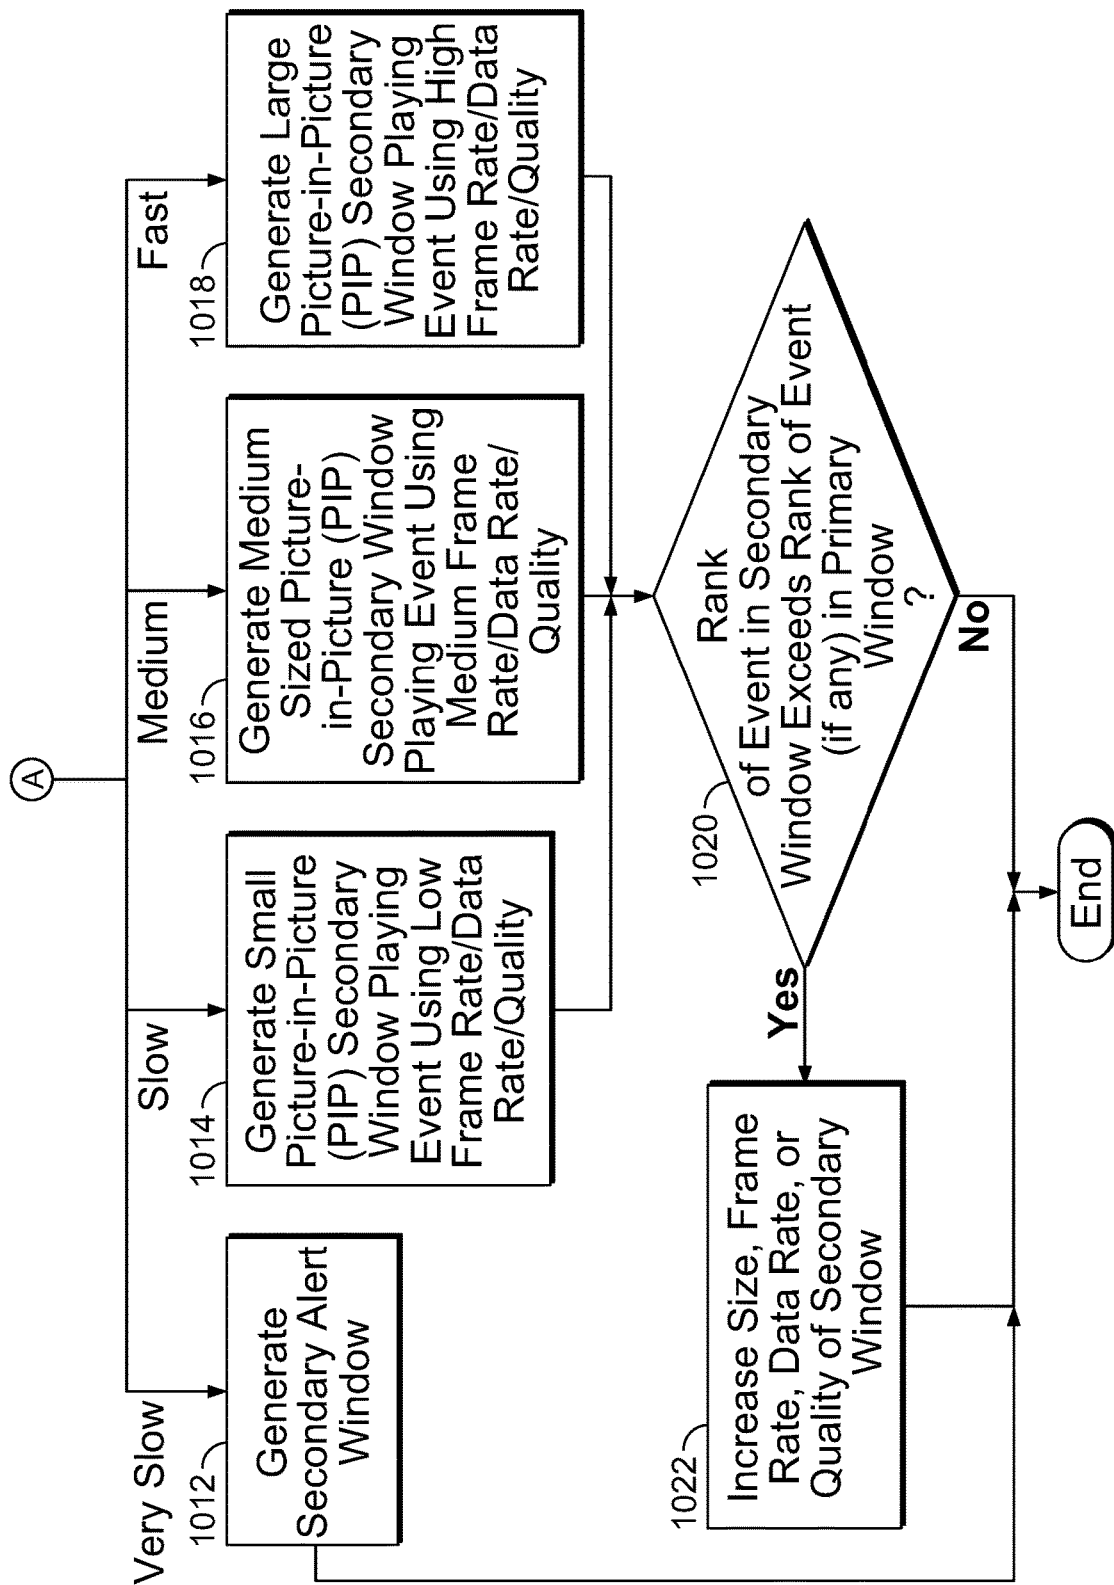 A
Very Slow
Slow
Medium
Fast
1012
Generate
Secondary Alert
Window
1014
Generate Small
Picture-in-Picture
(PIP) Secondary
Window Playing
Event Using Low
Frame Rate/Data
Rate/Quality
1016
Generate Medium
Sized Picture-
in-Picture (PIP)
Secondary Window
Playing Event Using
Medium Frame
Rate/Data Rate/
Quality
1018
Generate Large
Picture-in-Picture
(PIP) Secondary
Window Playing
Event Using High
Frame Rate/Data
Rate/Quality
1020
Rank
of Event in Secondary
Window Exceeds Rank of Event
(if any) in Primary
Window
?
Yes
No
1022
Increase Size, Frame
Rate, Data Rate, or
Quality of Secondary
Window
End